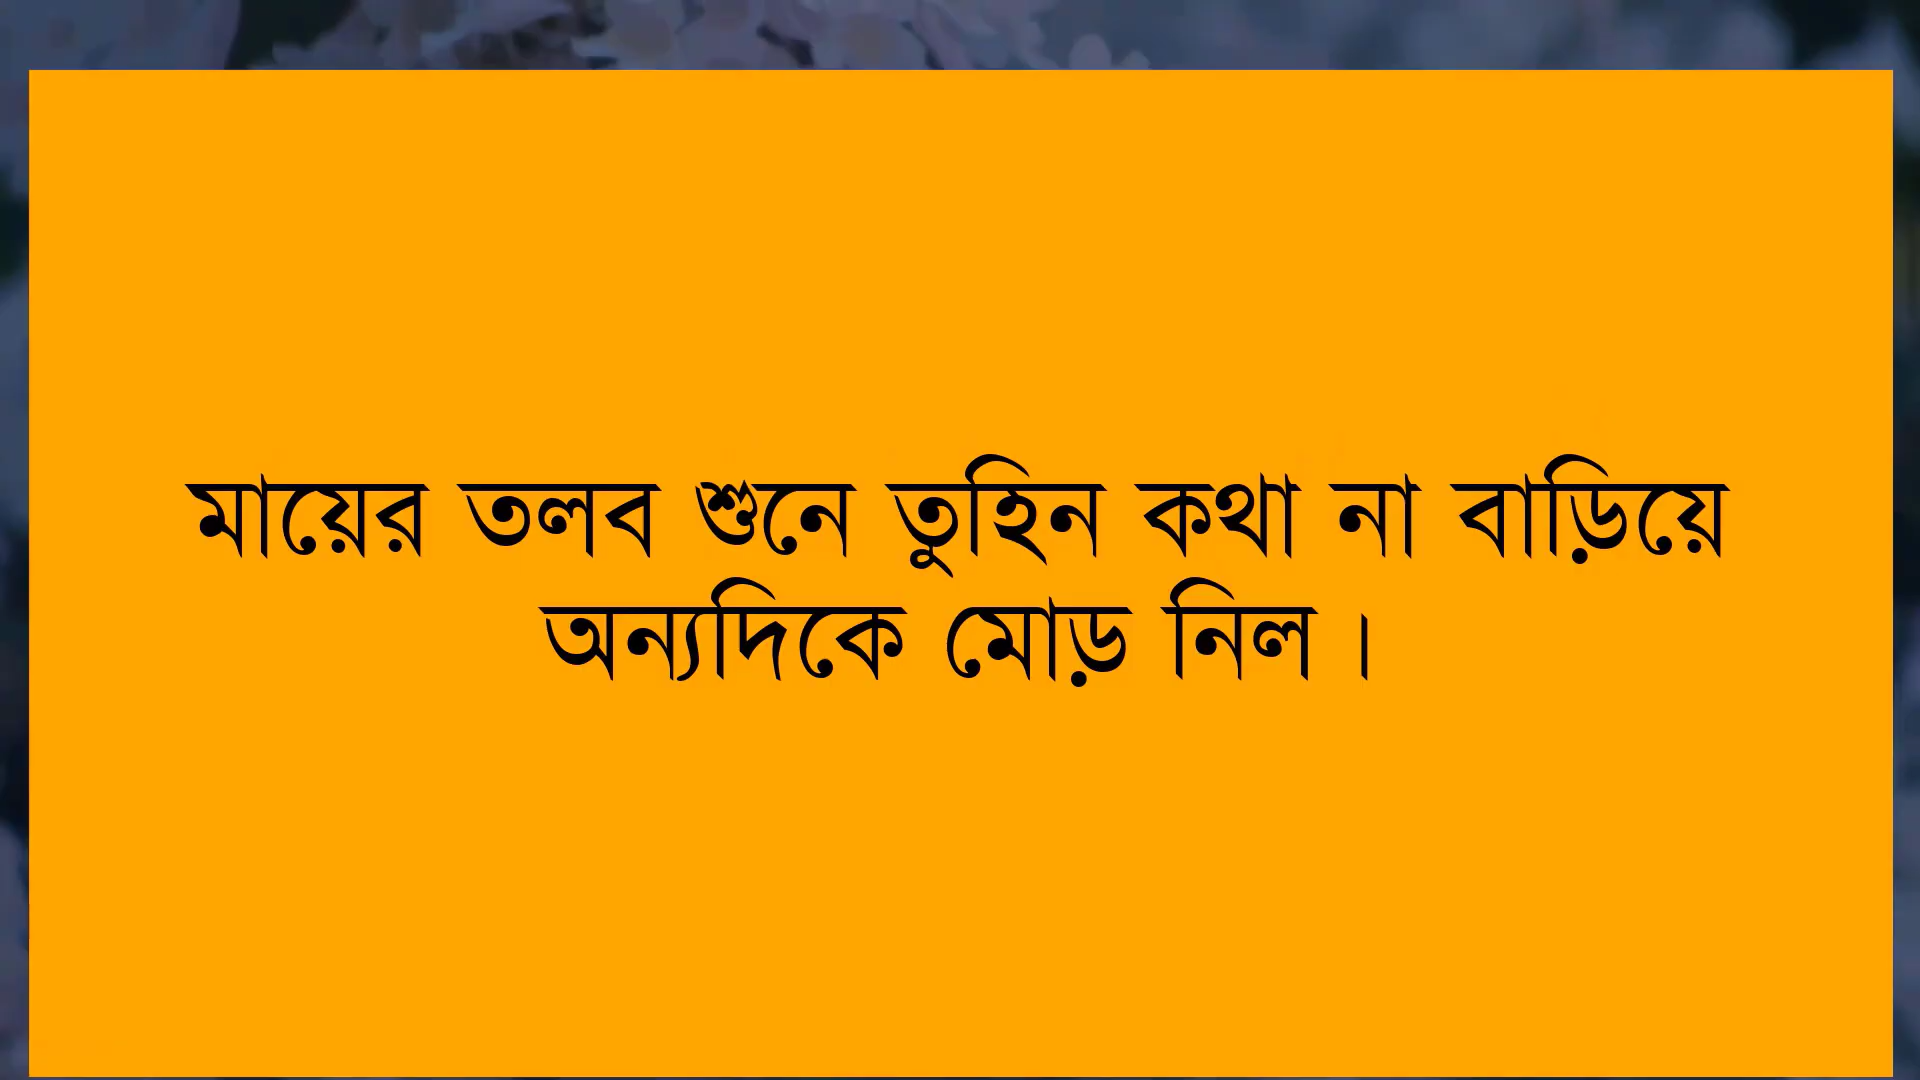 মায়ের তলব শুনে তুহিন কথা না বাড়িয়ে
অন্যদিকে মোড় নিল।